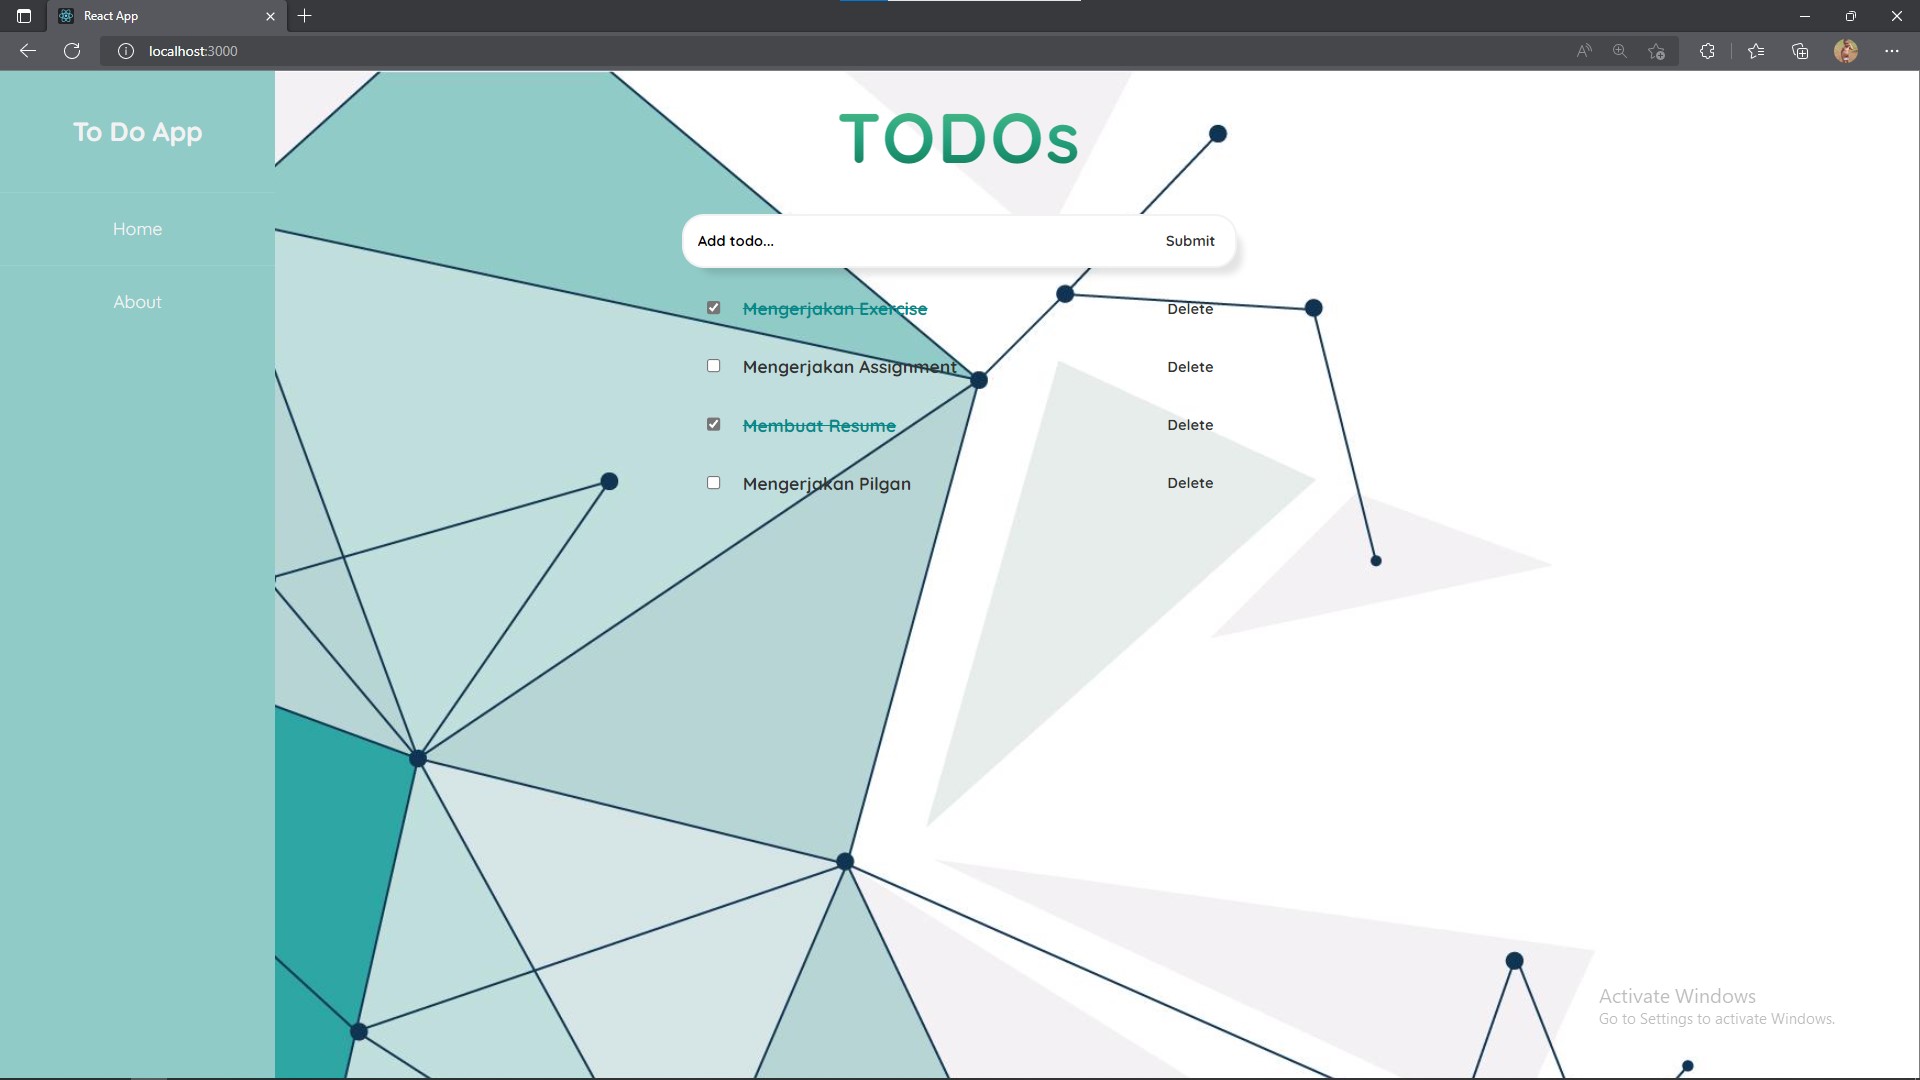 React App
localhost:3000
To Do App
Home
About
TODOs
Add todo... Submit
Mengerjakan Exercise Delete
Mengerjakan Assignment Delete
Membuat Resume Delete
Mengerjakan Pilgan Delete
Activate Windows
Go to Settings to activate Windows.